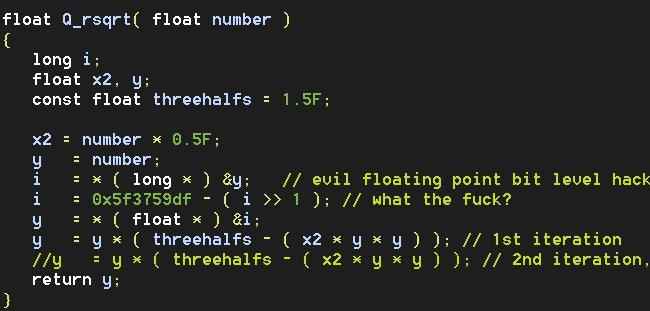 float Q_rsqrt( float number )
{
long i;
float x2, y;
const float threehalfs = 1.5F;
x2 = number * 0.5F;
y = number;
i = * ( long * ) &y; // evil floating point bit level hack
i = 0x5f3759df - ( i >> 1 ); // what the fuck?
y = * ( float * ) &i;
y = y * ( threehalfs - ( x2 * y * y ) ); // 1st iteration
//y = y * ( threehalfs - ( x2 * y * y ) ); // 2nd iteration,
return y;
}